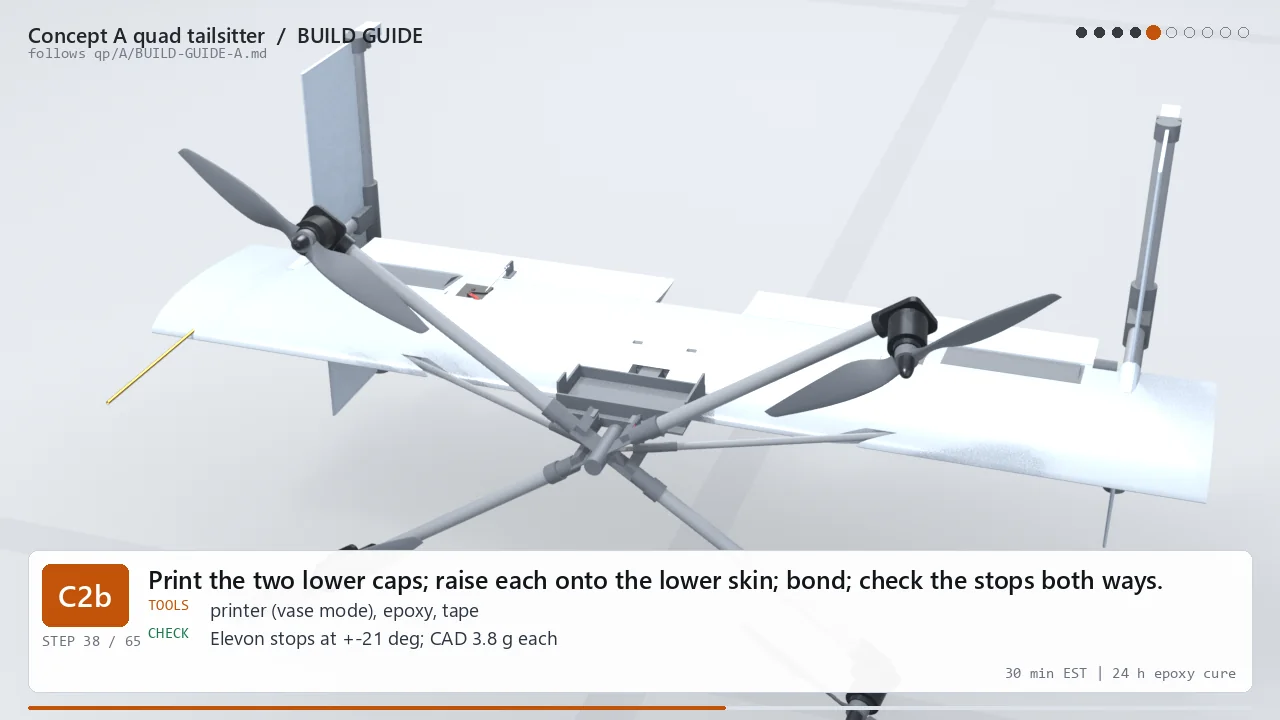 Concept A quad tailsitter / BUILD GUIDE
follows qp/A/BUILD-GUIDE-A.md
C2b
Print the two lower caps; raise each onto the lower skin; bond; check the stops both ways.
TOOLS printer (vase mode), epoxy, tape
STEP 38 / 65
CHECK Elevon stops at +-21 deg; CAD 3.8 g each
30 min EST | 24 h epoxy cure